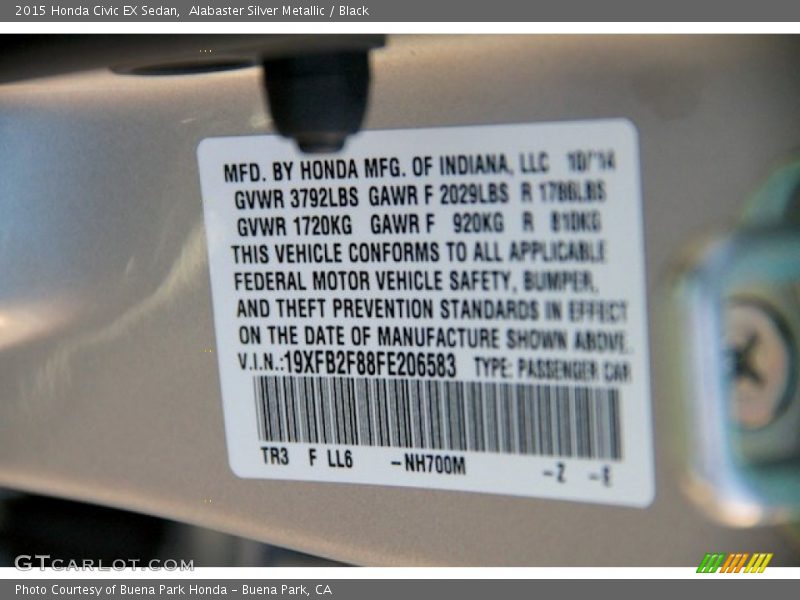 2015 Honda Civic EX Sedan,  Alabaster Silver Metallic / Black
MFD. BY HONDA MFG. OF INDIANA, LLC 10/14
GVWR 3792LBS GAWR F 2029LBS R 1786LBS
GVWR 1720KG GAWR F 920KG R 810KG
THIS VEHICLE CONFORMS TO ALL APPLICABLE
FEDERAL MOTOR VEHICLE SAFETY, BUMPER,
AND THEFT PREVENTION STANDARDS IN EFFECT
ON THE DATE OF MANUFACTURE SHOWN ABOVE.
V.I.N.:19XFB2F88FE206583 TYPE: PASSENGER CAR
TR3 F LL6 -NH700M -Z -E
GTCARLOT.COM
Photo Courtesy of Buena Park Honda - Buena Park, CA